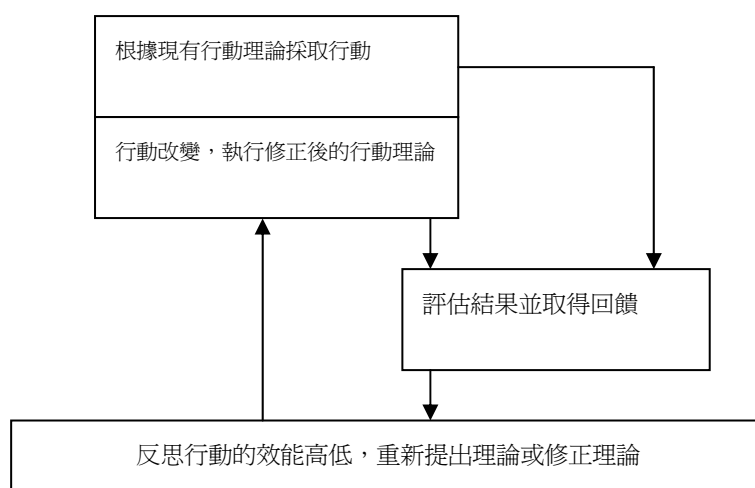 根據現有行動理論採取行動
行動改變，執行修正後的行動理論
評估結果並取得回饋
反思行動的效能高低，重新提出理論或修正理論